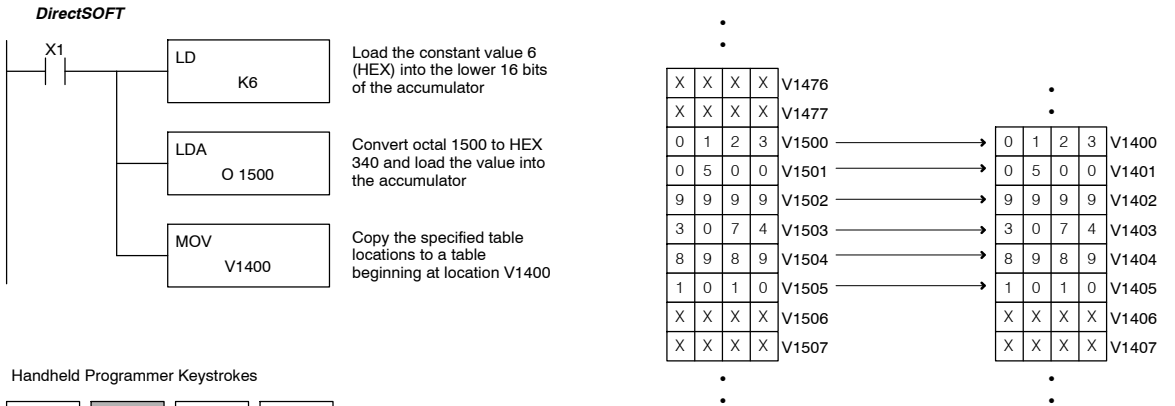 DirectSOFT
X1
LD
K6
Load the constant value 6
(HEX) into the lower 16 bits
of the accumulator
LDA
O 1500
Convert octal 1500 to HEX
340 and load the value into
the accumulator
MOV
V1400
Copy the specified table
locations to a table
beginning at location V1400
Handheld Programmer Keystrokes
X X X X V1476
X X X X V1477
0 1 2 3 V1500
0 5 0 0 V1501
9 9 9 9 V1502
3 0 7 4 V1503
8 9 8 9 V1504
1 0 1 0 V1505
X X X X V1506
X X X X V1507
0 1 2 3 V1400
0 5 0 0 V1401
9 9 9 9 V1402
3 0 7 4 V1403
8 9 8 9 V1404
1 0 1 0 V1405
X X X X V1406
X X X X V1407